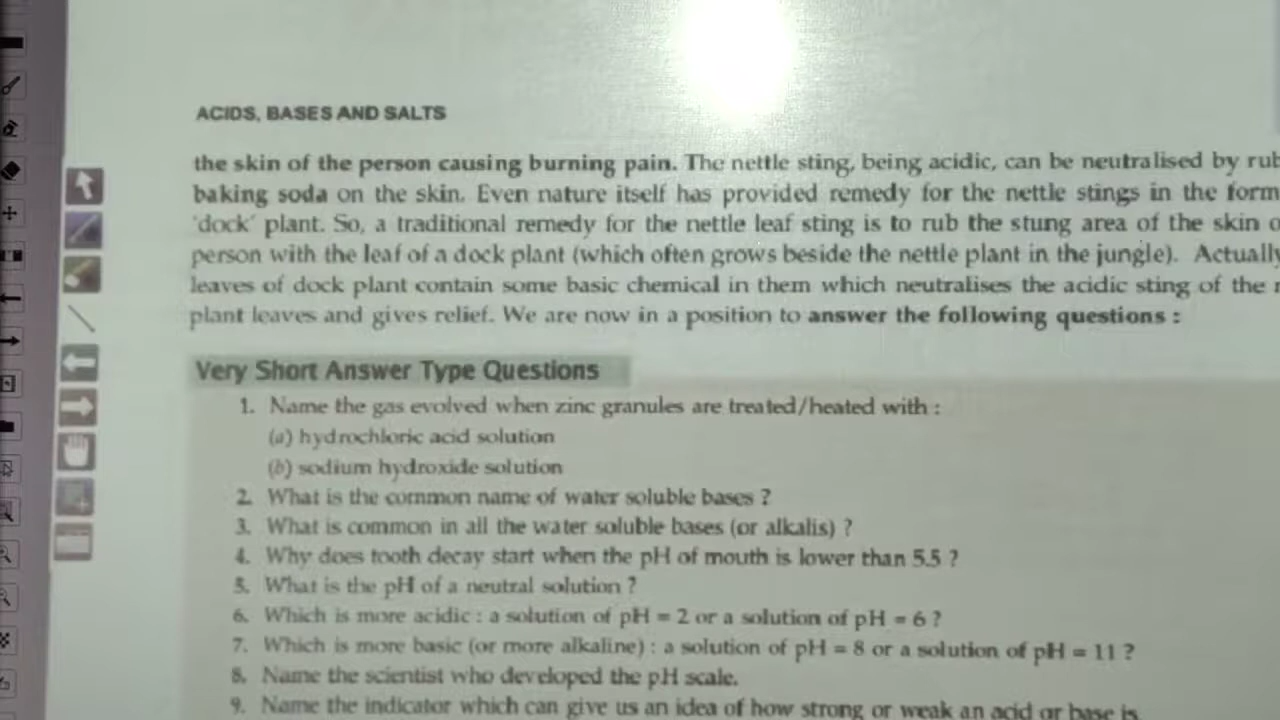 ACIDS, BASES AND SALTS
the skin of the person causing burning pain. The nettle sting, being acidic, can be neutralised by rub
baking soda on the skin. Even nature itself has provided remedy for the nettle stings in the form
'dock' plant. So, a traditional remedy for the nettle leaf sting is to rub the stung area of the skin o
person with the leaf of a dock plant (which often grows beside the nettle plant in the jungle). Actually
leaves of dock plant contain some basic chemical in them which neutralises the acidic sting of the
plant leaves and gives relief. We are now in a position to answer the following questions :
Very Short Answer Type Questions
1. Name the gas evolved when zinc granules are treated/heated with :
(a) hydrochloric acid solution
(b) sodium hydroxide solution
2. What is the common name of water soluble bases ?
3. What is common in all the water soluble bases (or alkalis) ?
4. Why does tooth decay start when the pH of mouth is lower than 5.5 ?
5. What is the pH of a neutral solution ?
6. Which is more acidic : a solution of pH = 2 or a solution of pH = 6 ?
7. Which is more basic (or more alkaline) : a solution of pH = 8 or a solution of pH = 11 ?
8. Name the scientist who developed the pH scale.
9. Name the indicator which can give us an idea of how strong or weak an acid or base is